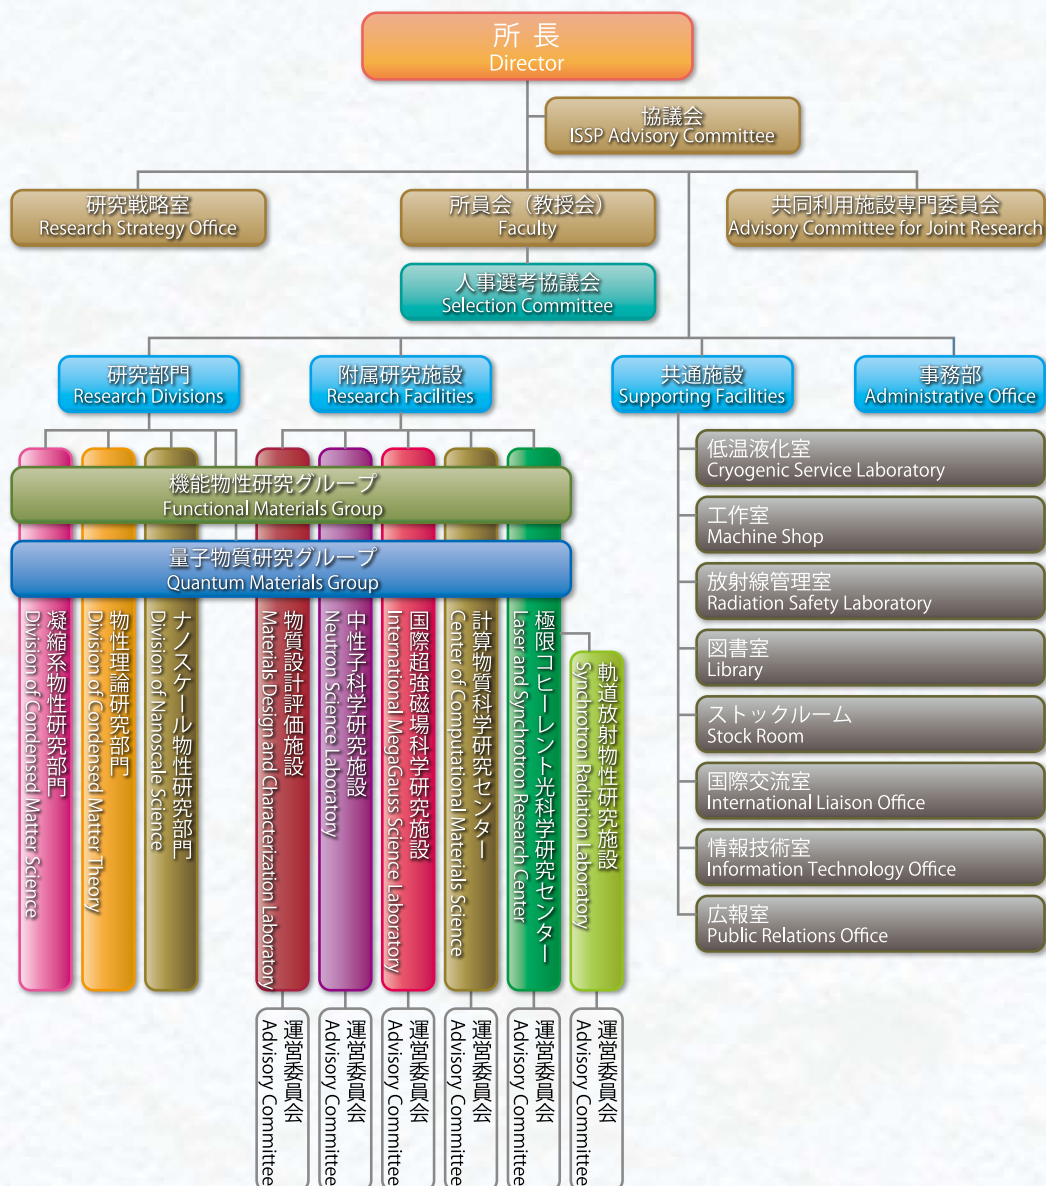 所 長
Director
協議会
ISSP Advisory Committee
研究戦略室
Research Strategy Office
所員会（教授会）
Faculty
共同利用施設専門委員会
Advisory Committee for Joint Research
人事選考協議会
Selection Committee
研究部門
Research Divisions
附属研究施設
Research Facilities
共通施設
Supporting Facilities
事務部
Administrative Office
機能物性研究グループ
Functional Materials Group
量子物質研究グループ
Quantum Materials Group
凝縮系物性研究部門
Division of Condensed Matter Science
物性理論研究部門
Division of Condensed Matter Theory
ナノスケール物性研究部門
Division of Nanoscale Science
物質設計評価施設
Materials Design and Characterization Laboratory
中性子科学研究施設
Neutron Science Laboratory
国際超強磁場科学研究施設
International MegaGauss Science Laboratory
計算物質科学研究センター
Center of Computational Materials Science
極限コヒーレント光科学研究センター
Laser and Synchrotron Research Center
軌道放射物性研究施設
Synchrotron Radiation Laboratory
運営委員会
Advisory Committee
運営委員会
Advisory Committee
運営委員会
Advisory Committee
運営委員会
Advisory Committee
運営委員会
Advisory Committee
運営委員会
Advisory Committee
低温液化室
Cryogenic Service Laboratory
工作室
Machine Shop
放射線管理室
Radiation Safety Laboratory
図書室
Library
ストックルーム
Stock Room
国際交流室
International Liaison Office
情報技術室
Information Technology Office
広報室
Public Relations Office